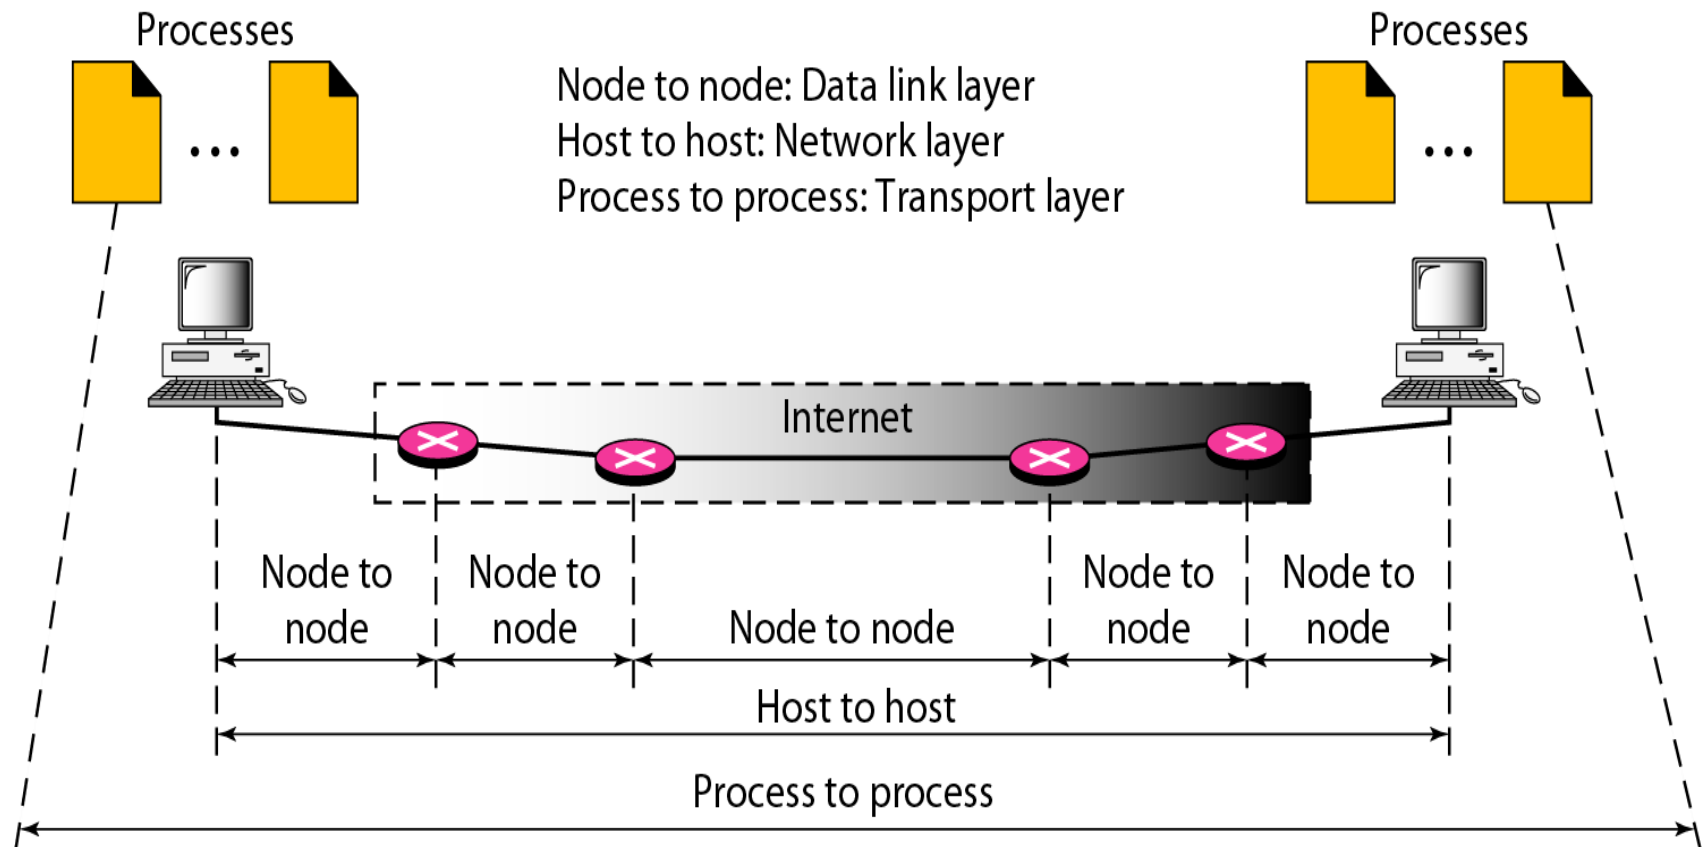 Processes
Processes
Node to node: Data link layer
Host to host: Network layer
Process to process: Transport layer
Internet
Node to
node
Node to
node
Node to node
Node to
node
Node to
node
Host to host
Process to process